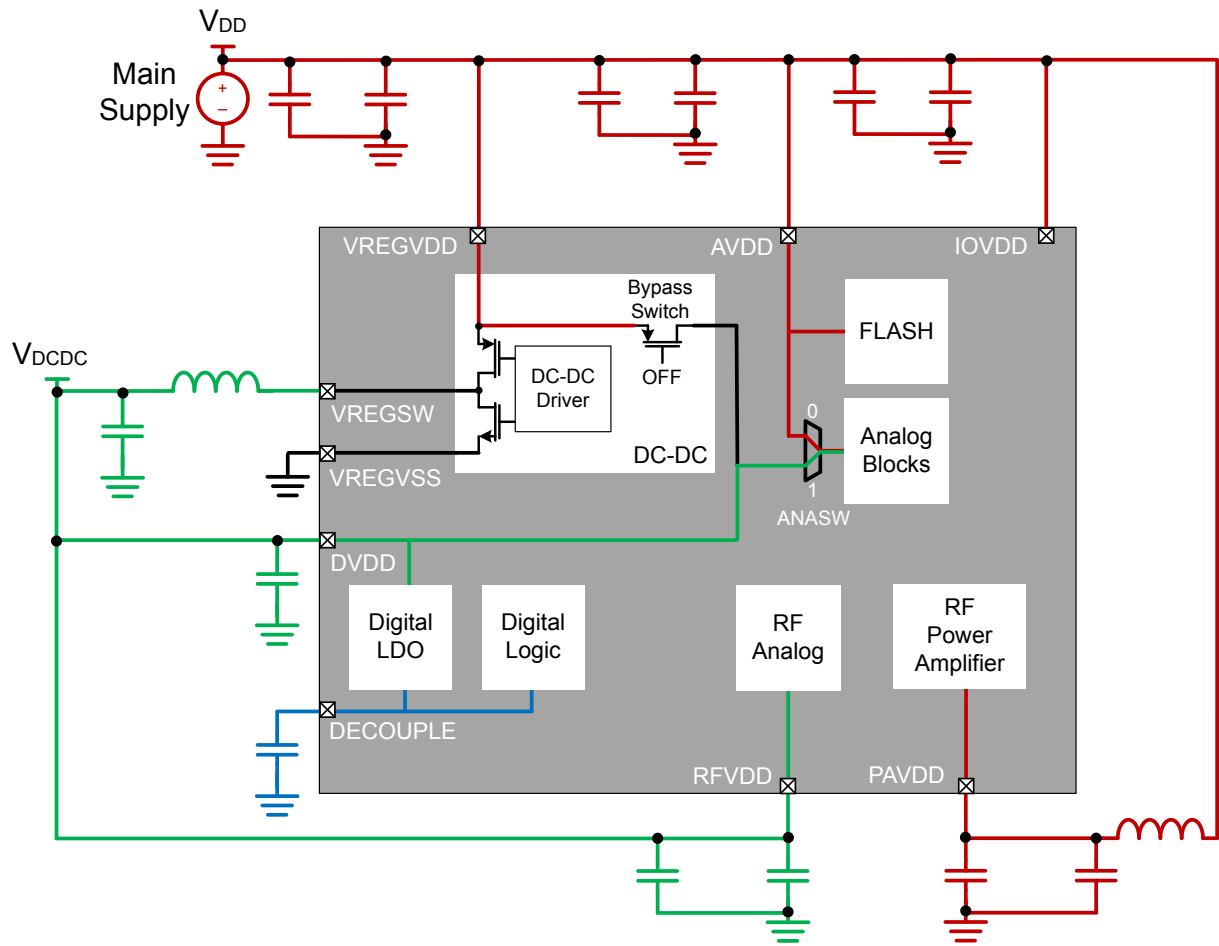 VDD
Main
Supply
+
–
VREGVDD
AVDD
IOVDD
Bypass
Switch
OFF
FLASH
VDCDC
DC-DC
Driver
VREGSW
0
Analog
Blocks
DC-DC
VREGVSS
1
ANASW
DVDD
Digital
LDO
Digital
Logic
RF
Analog
RF
Power
Amplifier
DECOUPLE
RFVDD
PAVDD